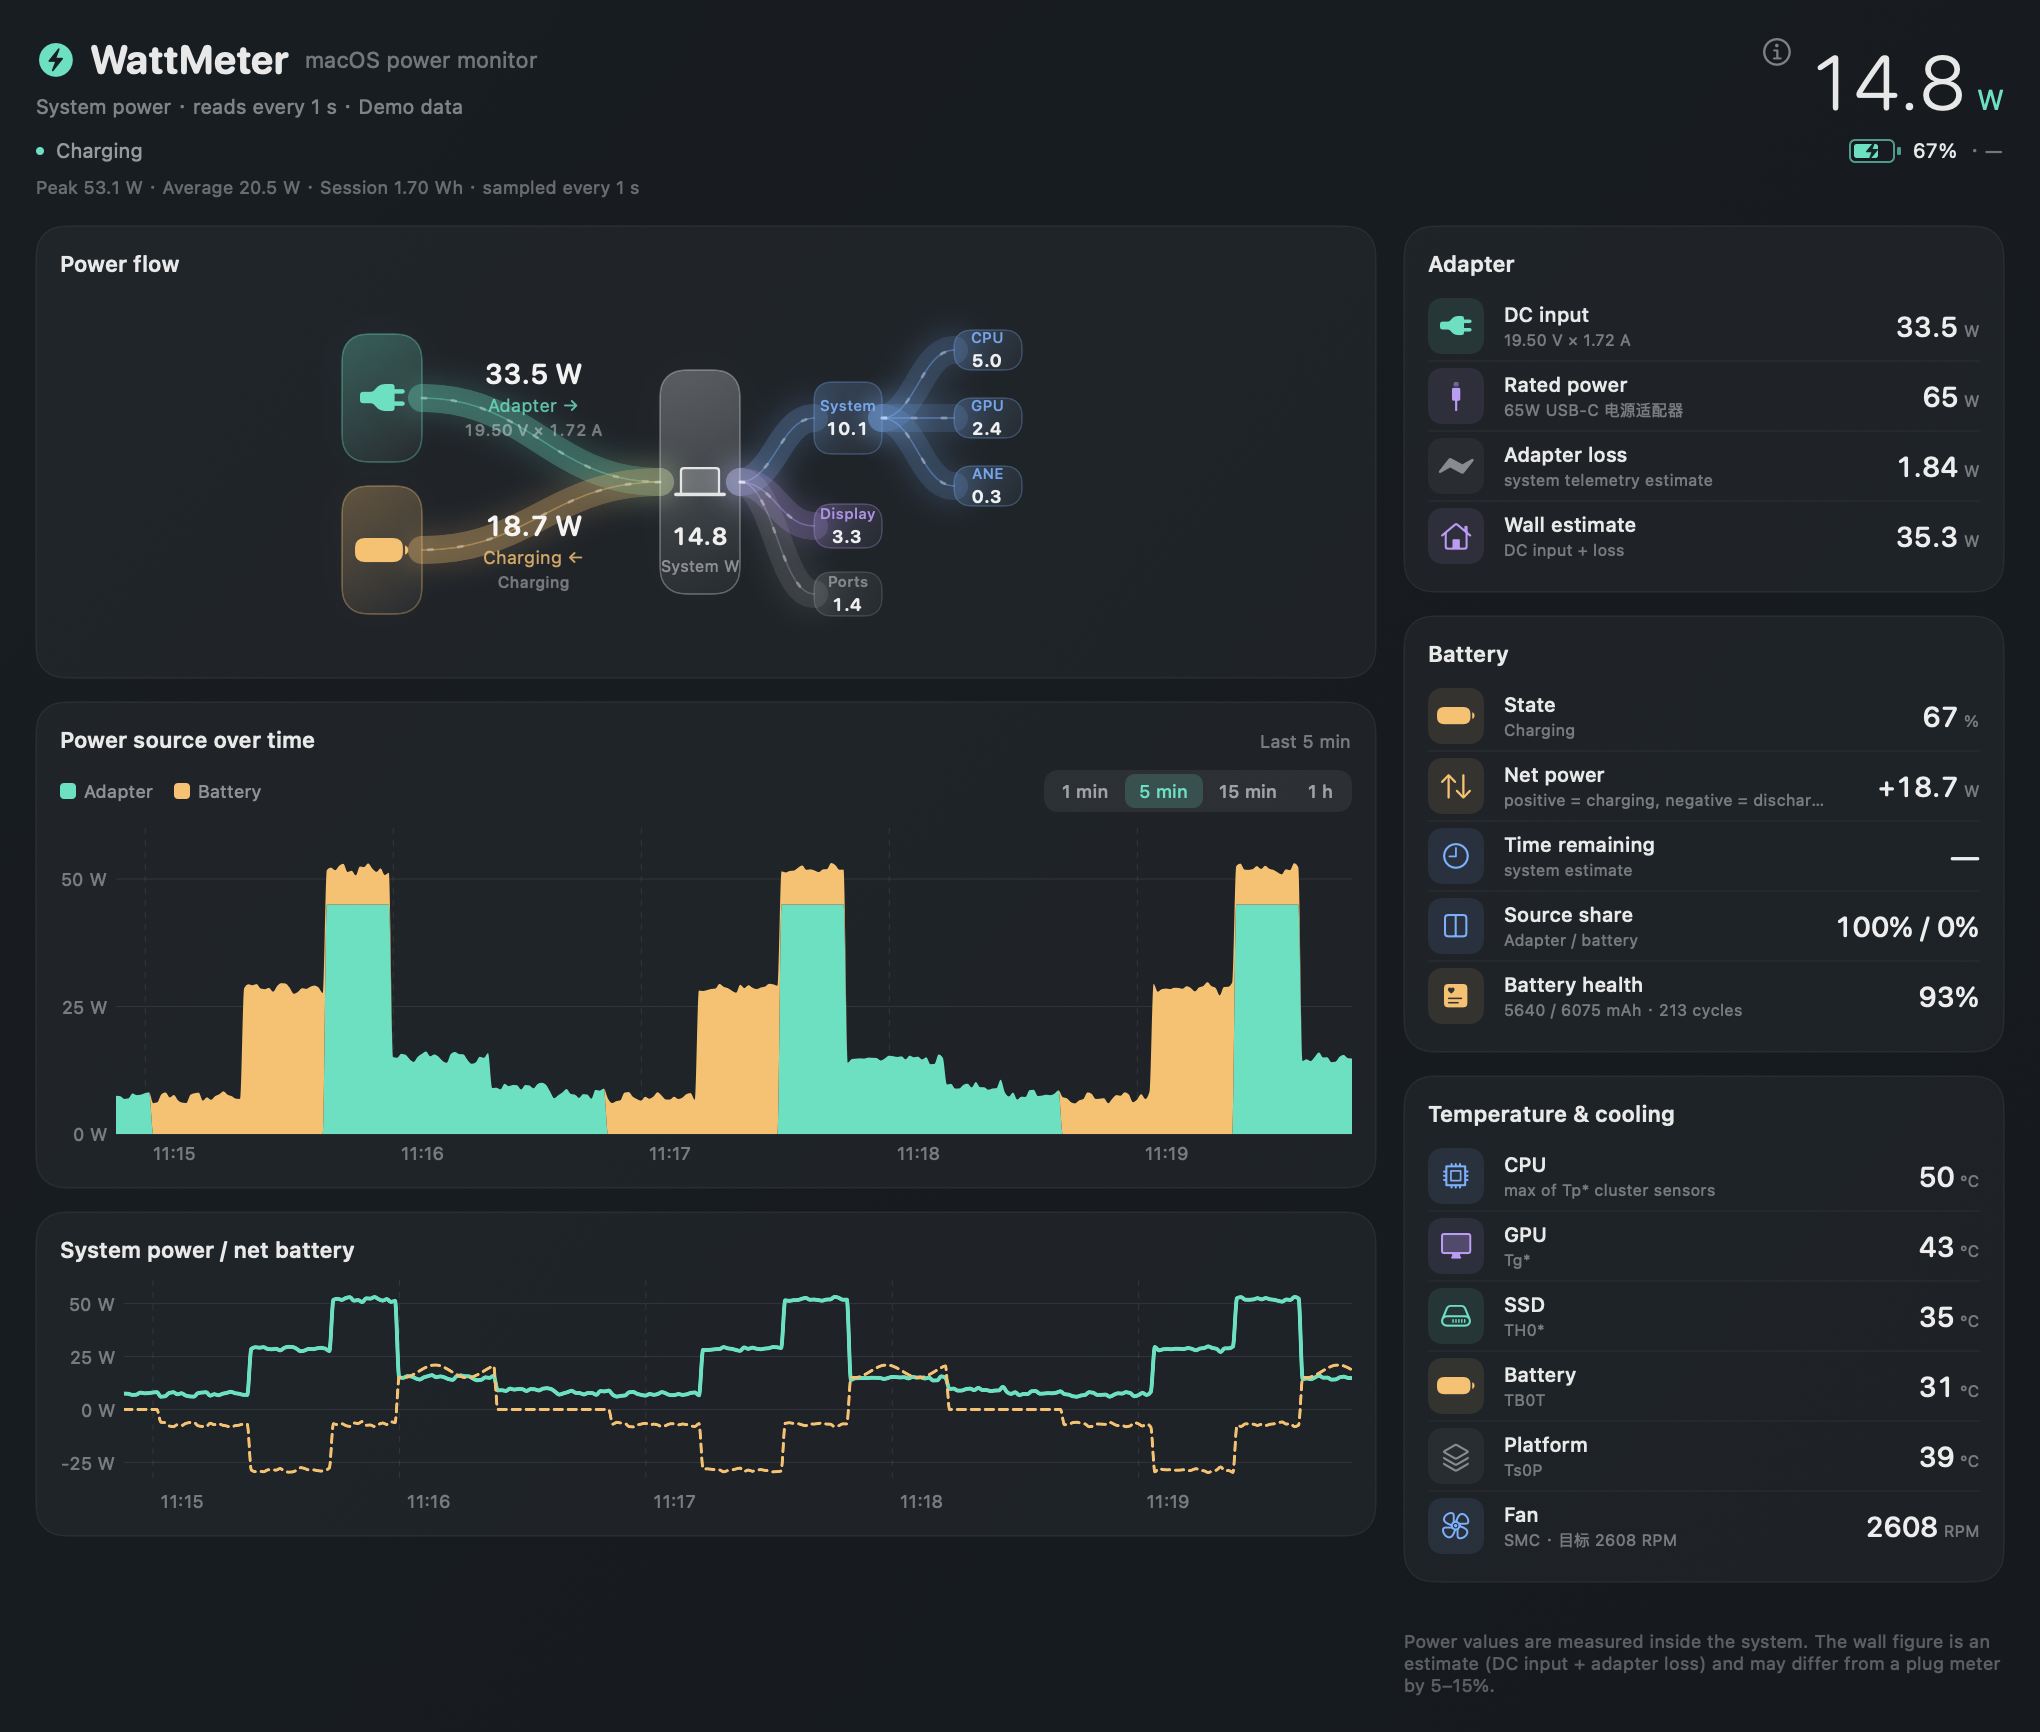 WattMeter macOS power monitor
System power · reads every 1 s · Demo data
Charging
Peak 53.1 W · Average 20.5 W · Session 1.70 Wh · sampled every 1 s
14.8 W
67% · —
Power flow
33.5 W
Adapter →
19.50 V × 1.72 A
18.7 W
Charging ←
Charging
14.8
System W
System
10.1
CPU
5.0
GPU
2.4
ANE
0.3
Display
3.3
Ports
1.4
Power source over time
Last 5 min
Adapter Battery
1 min 5 min 15 min 1 h
50 W
25 W
0 W
11:15 11:16 11:17 11:18 11:19
System power / net battery
50 W
25 W
0 W
-25 W
11:15 11:16 11:17 11:18 11:19
Adapter
DC input
19.50 V × 1.72 A
33.5 W
Rated power
65W USB-C 电源适配器
65 W
Adapter loss
system telemetry estimate
1.84 W
Wall estimate
DC input + loss
35.3 W
Battery
State
Charging
67 %
Net power
positive = charging, negative = dischar...
+18.7 W
Time remaining
system estimate
—
Source share
Adapter / battery
100% / 0%
Battery health
5640 / 6075 mAh · 213 cycles
93%
Temperature & cooling
CPU
max of Tp* cluster sensors
50 °C
GPU
Tg*
43 °C
SSD
TH0*
35 °C
Battery
TB0T
31 °C
Platform
Ts0P
39 °C
Fan
SMC · 目标 2608 RPM
2608 RPM
Power values are measured inside the system. The wall figure is an
estimate (DC input + adapter loss) and may differ from a plug meter
by 5–15%.